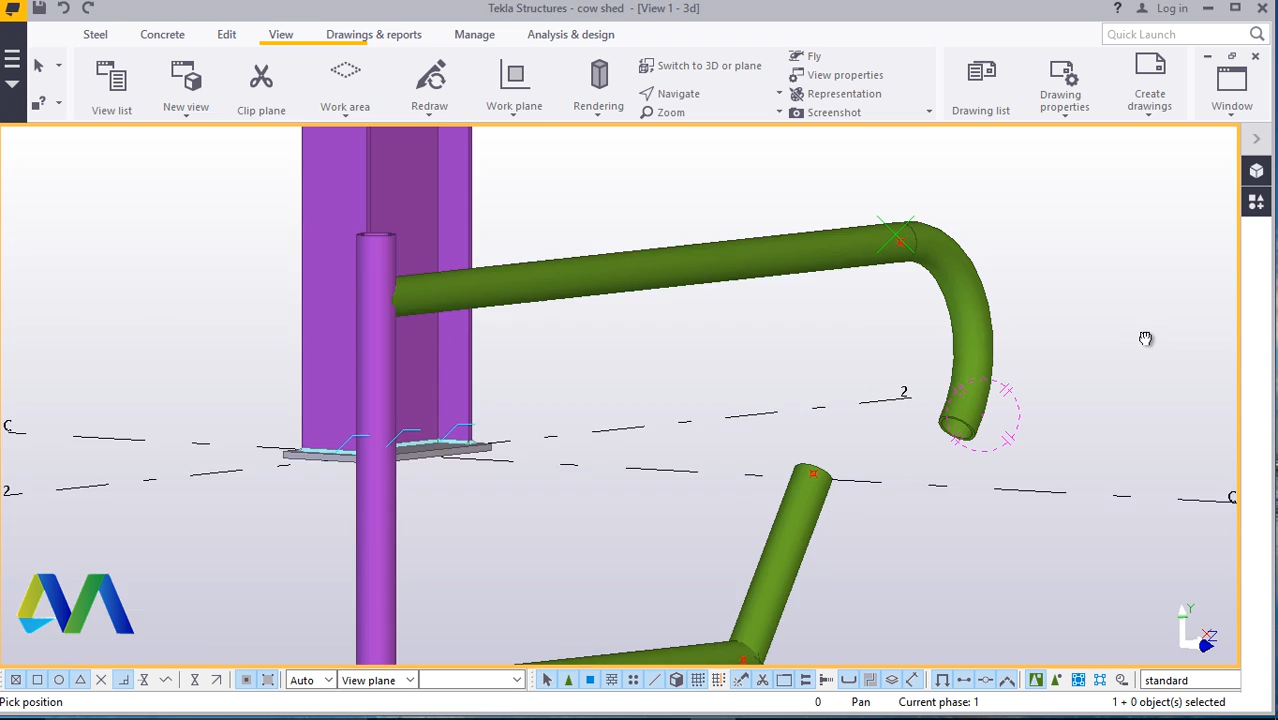 Tekla Structures - cow shed - [View 1 - 3d]
? Log in
Steel Concrete Edit View Drawings & reports Manage Analysis & design Quick Launch
View list New view Clip plane Work area Redraw Work plane Rendering
Switch to 3D or plane
Navigate
Zoom
Fly
View properties
Representation
Screenshot
Drawing list Drawing properties Create drawings Window
2
C
2
C
Y
Z
Auto View plane standard
Pick position 0 Pan Current phase: 1 1 + 0 object(s) selected